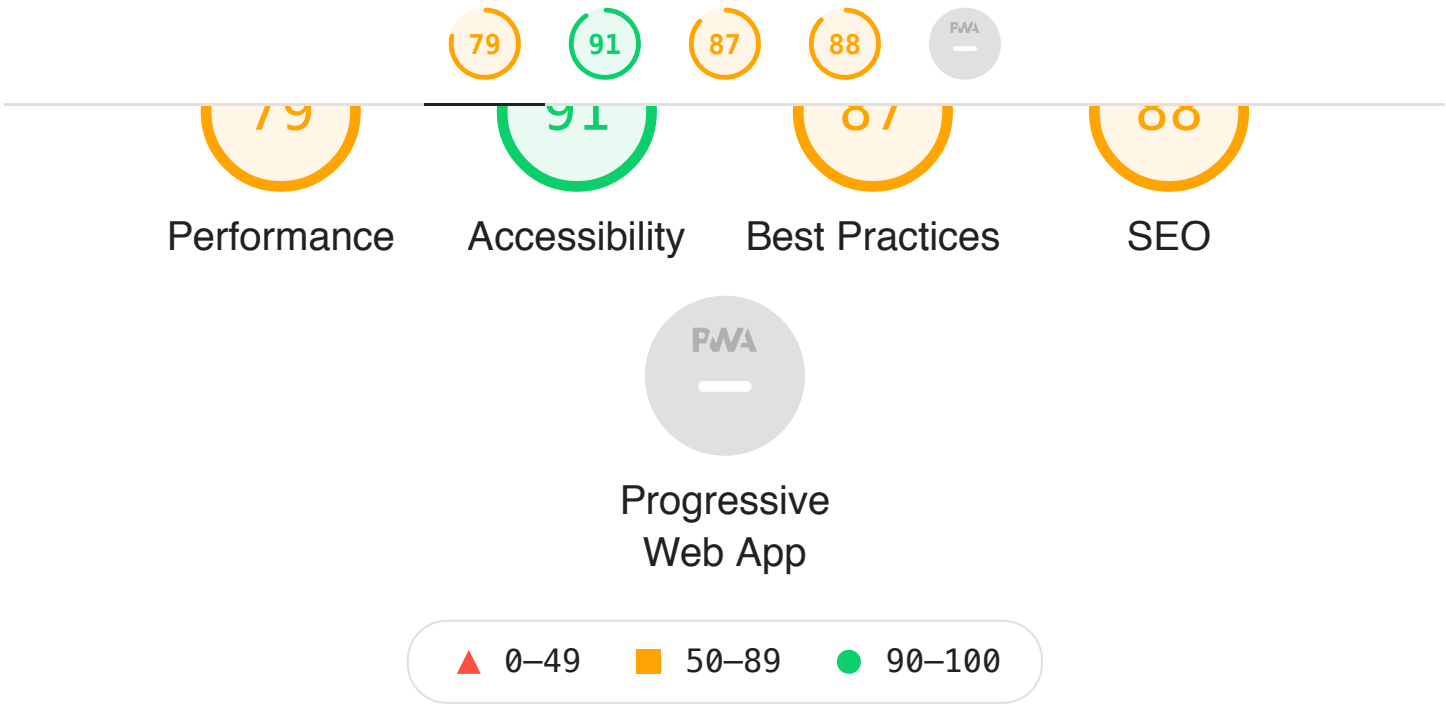 79 91 87 88 PWA
79 91 87 88
Performance Accessibility Best Practices SEO
PWA
Progressive
Web App
0–49 50–89 90–100